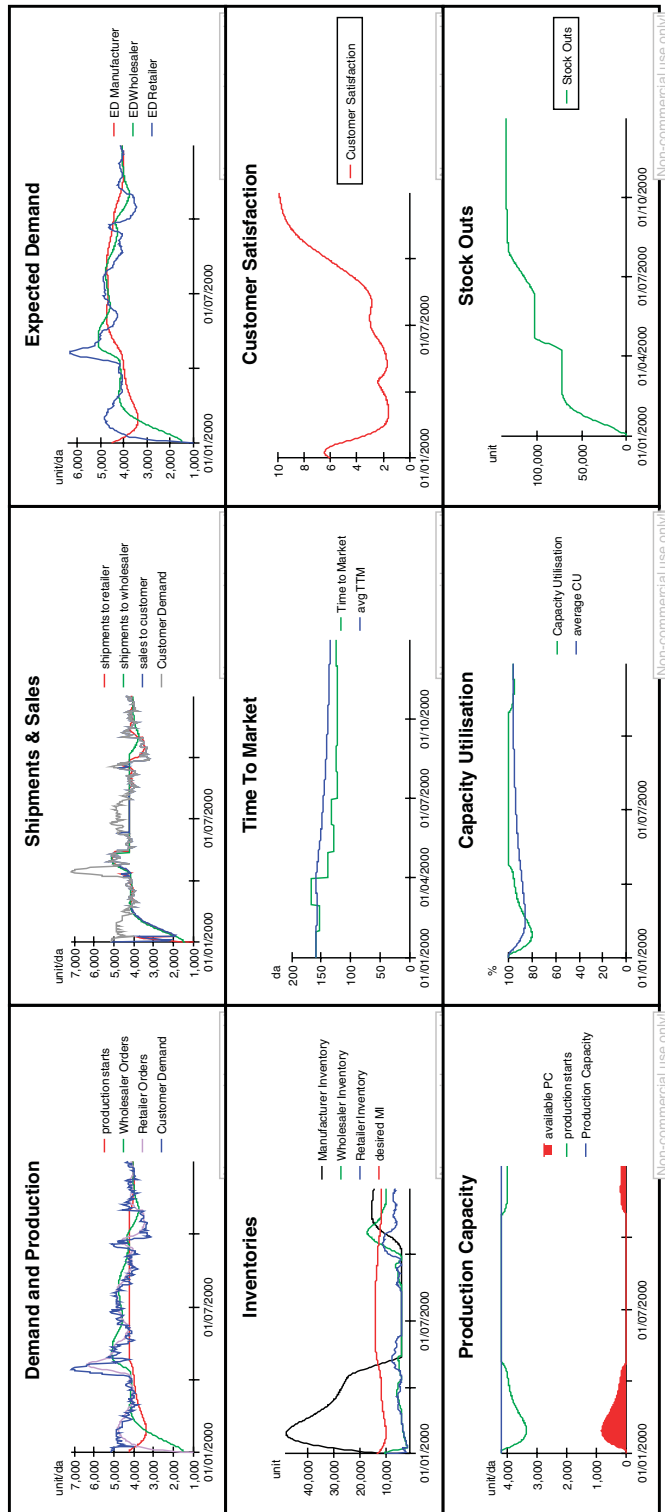 Demand and Production
unit/da
7,000
6,000
5,000
4,000
3,000
2,000
1,000
01/01/2000
01/07/2000
production starts
Wholesaler Orders
Retailer Orders
Customer Demand
Shipments & Sales
unit/da
7,000
6,000
5,000
4,000
3,000
2,000
1,000
01/01/2000
01/07/2000
shipments to retailer
shipments to wholesaler
sales to customer
Customer Demand
Expected Demand
unit/da
6,000
5,000
4,000
3,000
2,000
1,000
01/01/2000
01/07/2000
ED Manufacturer
ED Wholesaler
ED Retailer
Inventories
unit
40,000
30,000
20,000
10,000
0
01/01/2000
01/07/2000
Manufacturer Inventory
Wholesaler Inventory
Retailer Inventory
desired MI
Time To Market
da
200
150
100
50
0
01/01/2000
01/04/2000
01/07/2000
01/10/2000
Time to Market
avg TTM
Customer Satisfaction
10
8
6
4
2
0
01/01/2000
01/07/2000
Customer Satisfaction
Production Capacity
unit/da
4,000
3,000
2,000
1,000
0
01/01/2000
01/07/2000
available PC
production starts
Production Capacity
Non-commercial use only!
Capacity Utilisation
%
100
80
60
40
20
0
01/01/2000
01/07/2000
Capacity Utilisation
average CU
Non-commercial use only!
Stock Outs
unit
100,000
50,000
0
01/01/2000
01/04/2000
01/07/2000
01/10/2000
Stock Outs
Non-commercial use only!